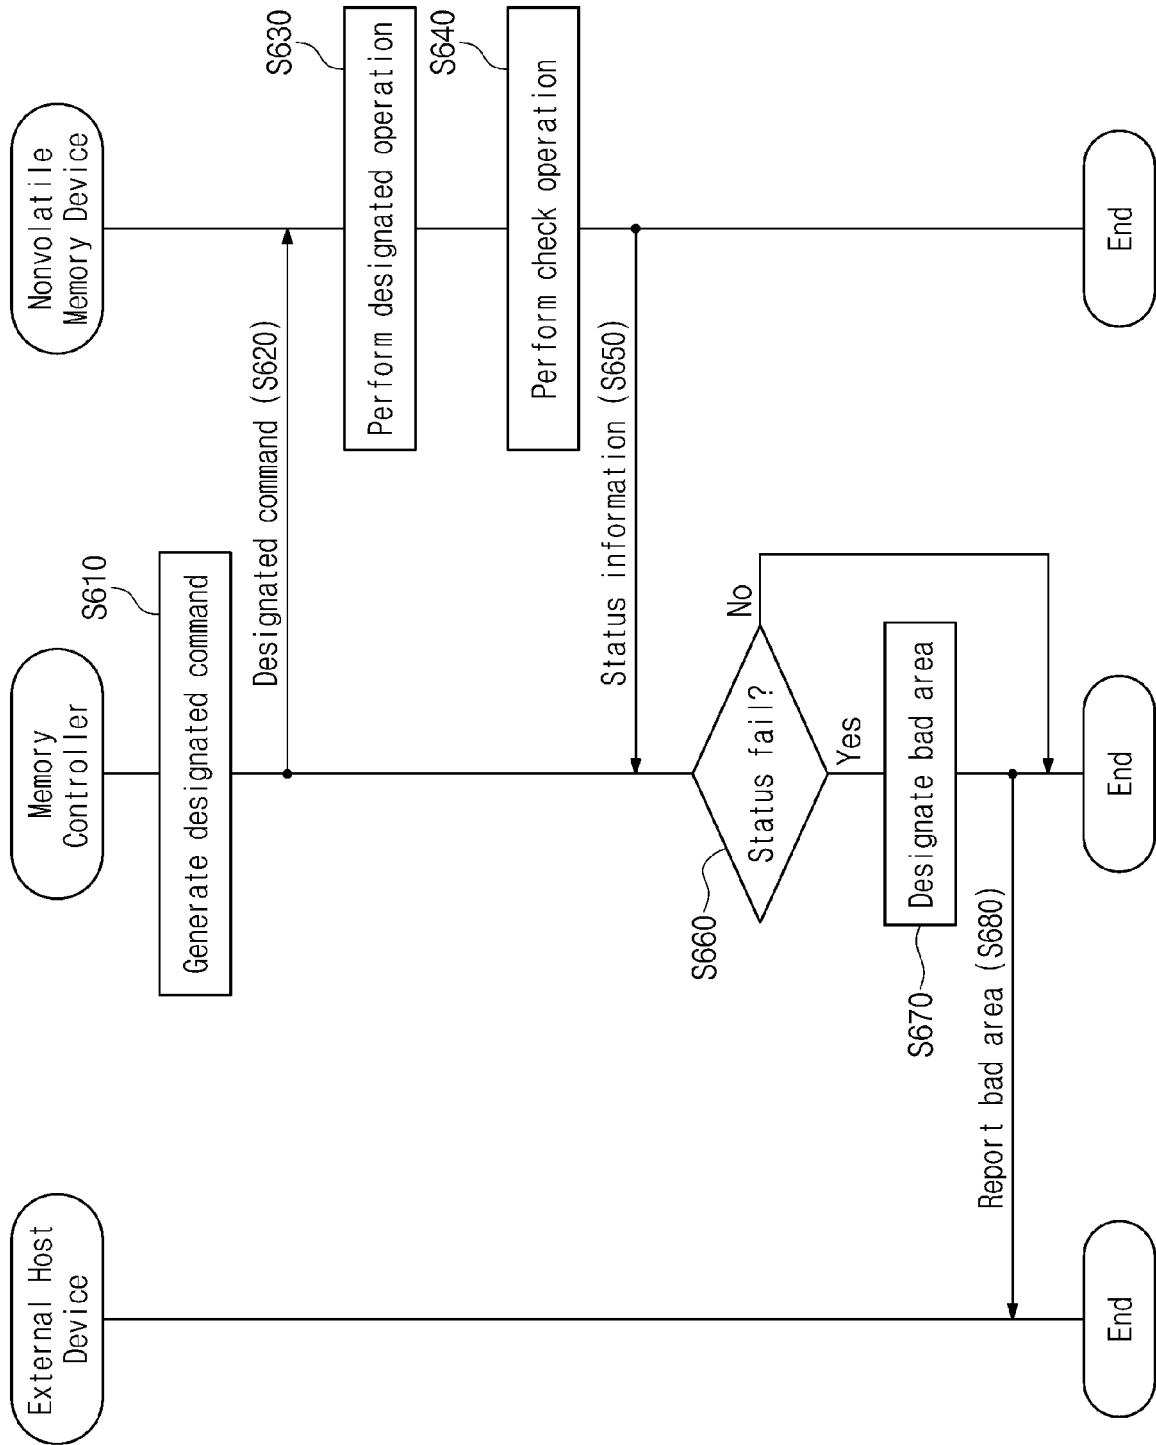 External Host
Device
Memory
Controller
Nonvolatile
Memory Device
S610
Generate designated command
Designated command (S620)
S630
Perform designated operation
S640
Perform check operation
Status information (S650)
S660
Status fail?
No
Yes
S670
Designate bad area
Report bad area (S680)
End
End
End